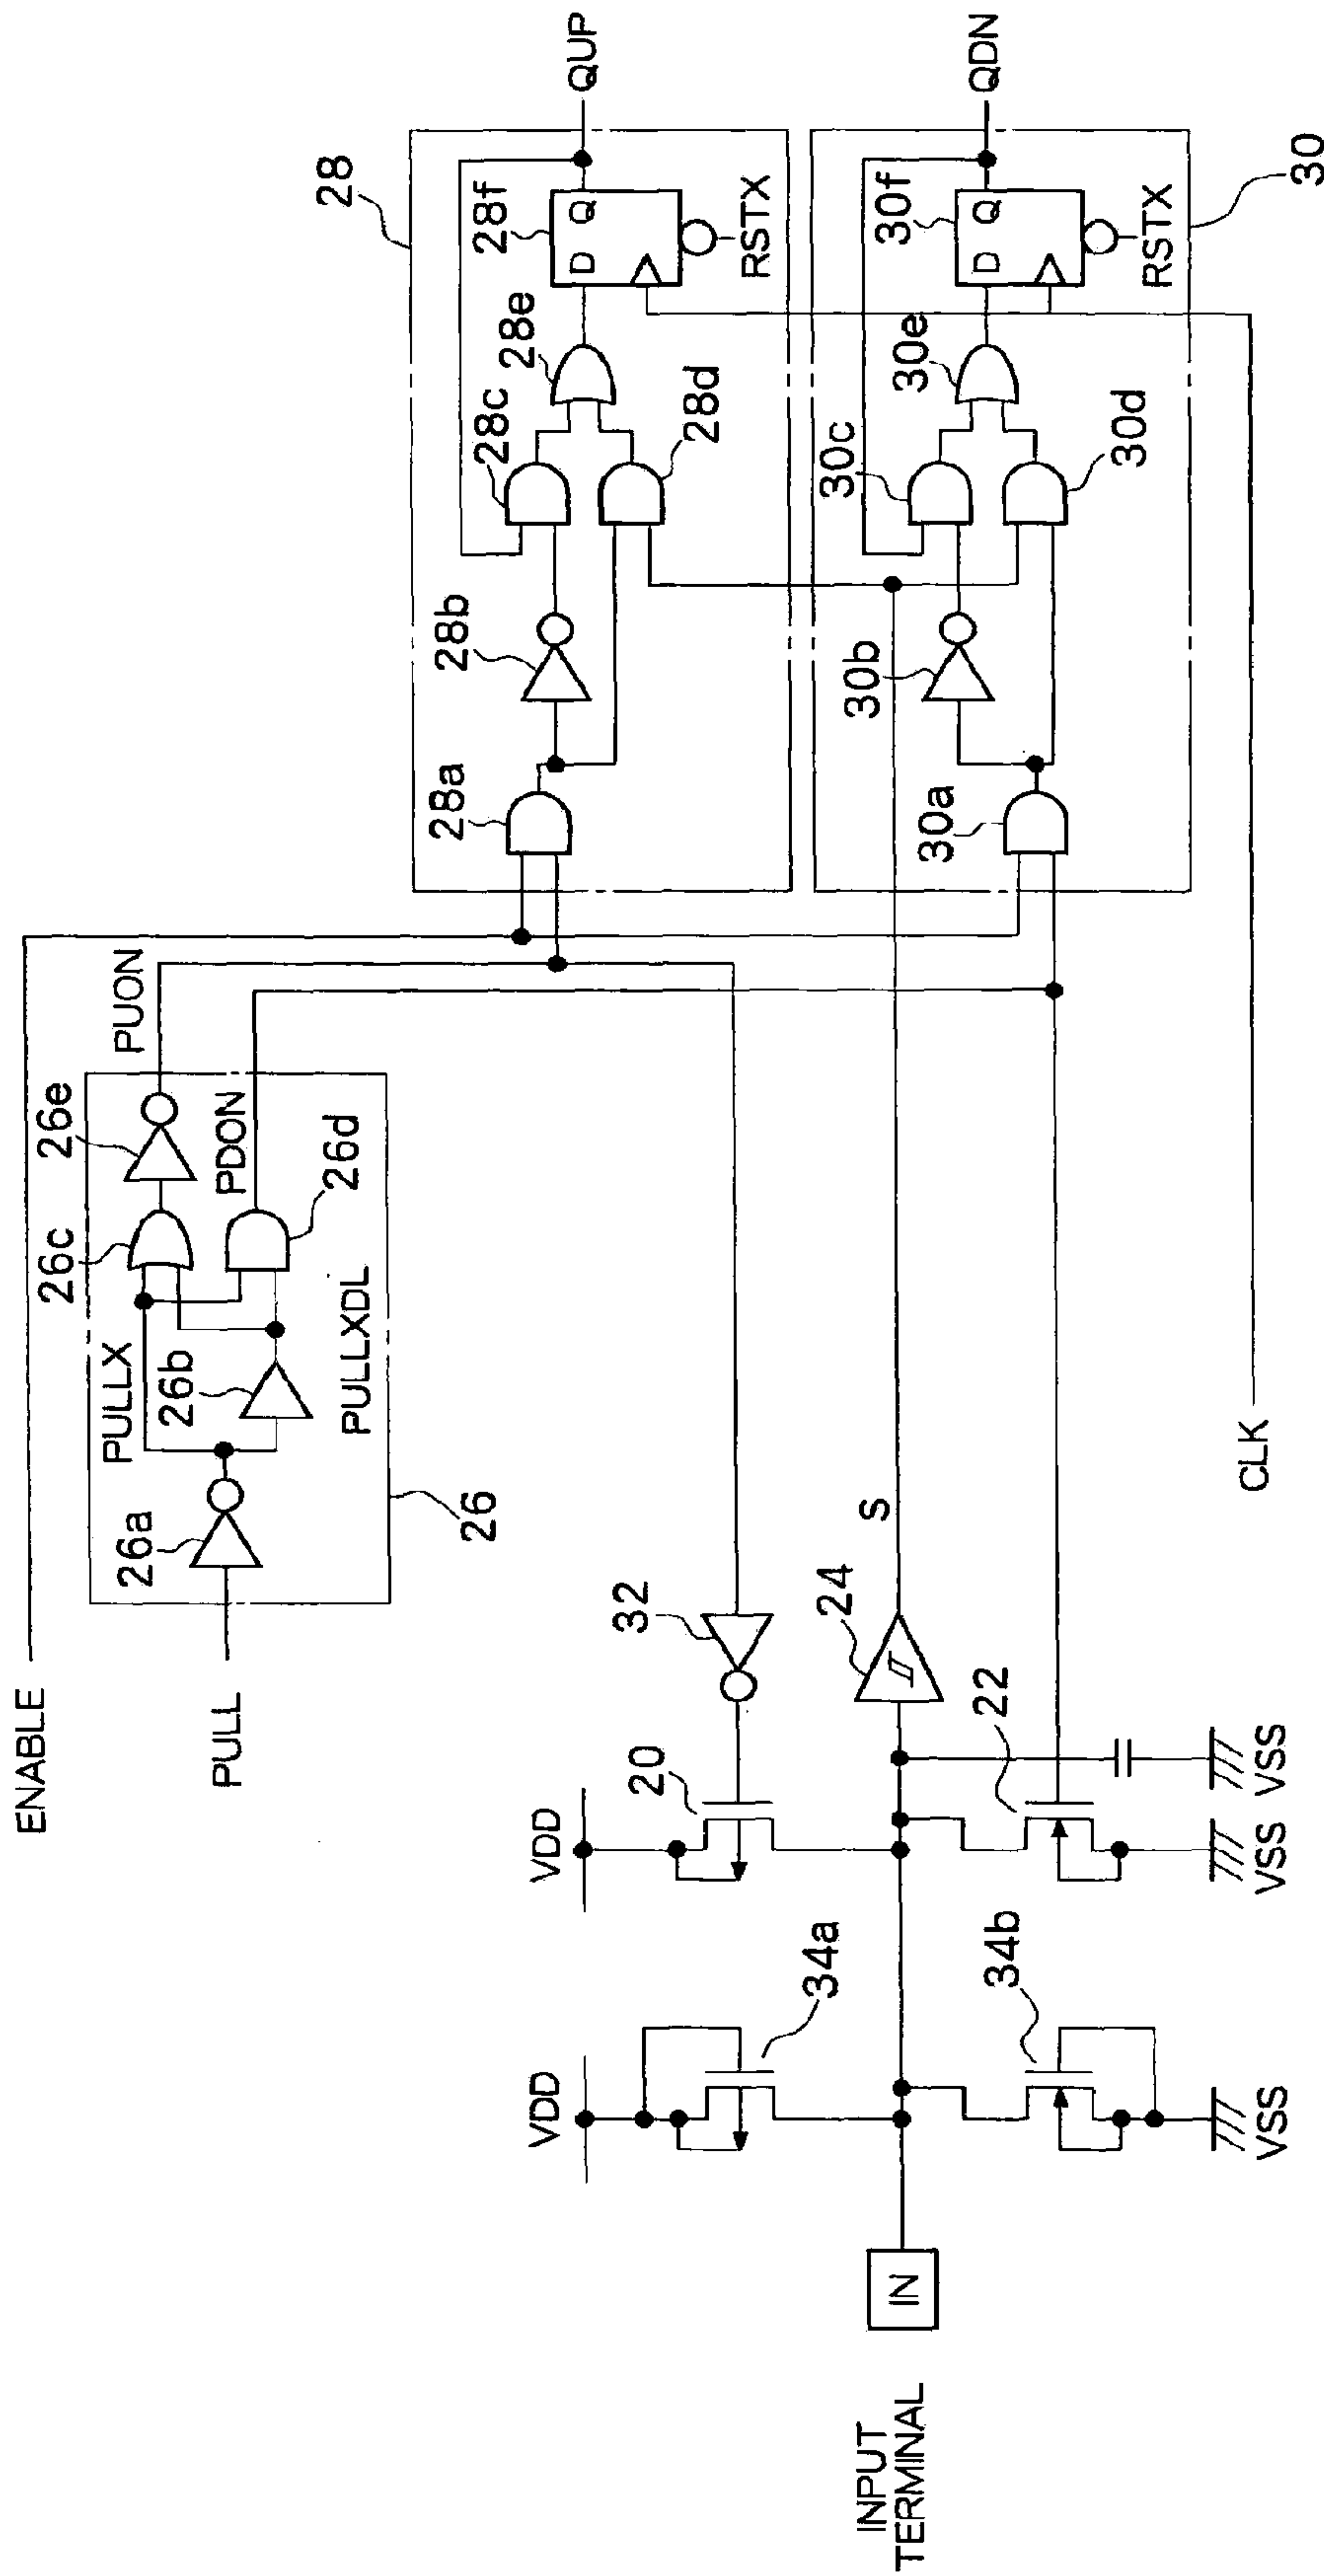 ENABLE
PULL
26a
PULLX
26b
PULLXDL
26c
26e
PUON
PDON
26d
26
28
28a
28b
28c
28d
28e
28f
D Q
RSTX
QUP
30
30a
30b
30c
30d
30e
30f
D Q
RSTX
QDN
CLK
INPUT
TERMINAL
IN
VDD
34a
34b
VSS
VDD
20
32
22
VSS
VSS
24
S